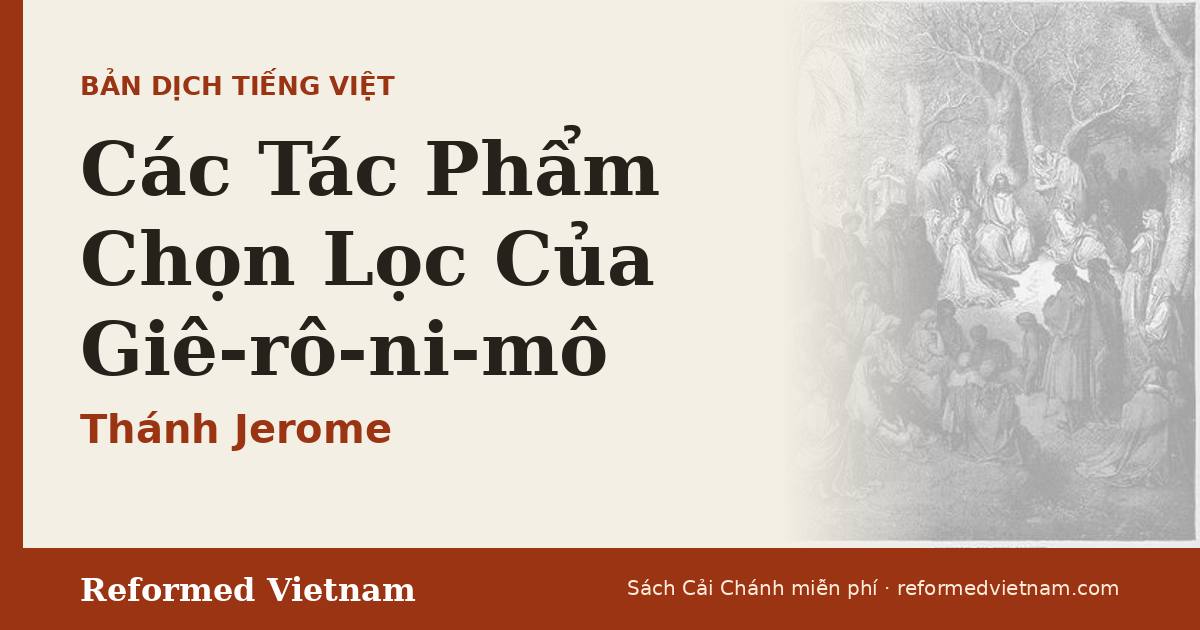 BẢN DỊCH TIẾNG VIỆT
Các Tác Phẩm
Chọn Lọc Của
Giê-rô-ni-mô
Thánh Jerome
Reformed Vietnam
Sách Cải Chánh miễn phí · reformedvietnam.com